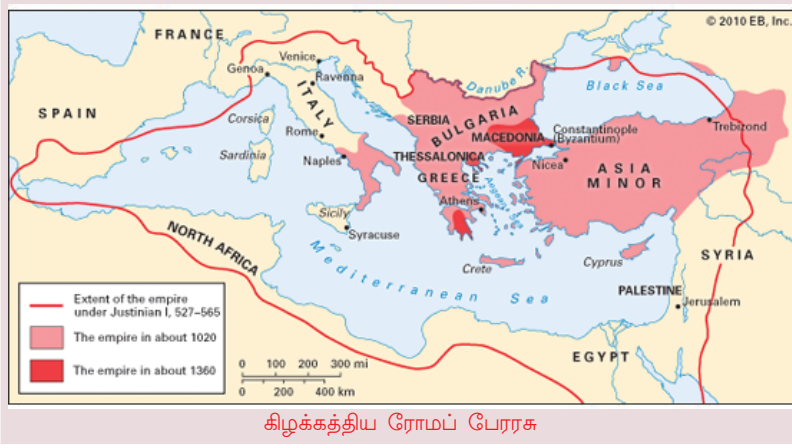 © 2010 EB, Inc.
FRANCE
Venice
Genoa
Ravenna
Danube R.
Black Sea
SPAIN
ITALY
Corsica
SERBIA
BULGARIA
Rome
MACEDONIA
Constantinople
(Byzantium)
Trebizond
Sardinia
Naples
THESSALONICA
Nicea
ASIA
MINOR
GREECE
Aegean Sea
Athens
Sicily
Syracuse
NORTH AFRICA
Crete
Cyprus
SYRIA
Mediterranean Sea
PALESTINE
Jerusalem
EGYPT
Extent of the empire
under Justinian I, 527–565
The empire in about 1020
The empire in about 1360
0 100 200 300 mi
0 200 400 km
கிழக்கத்திய ரோமப் பேரரசு